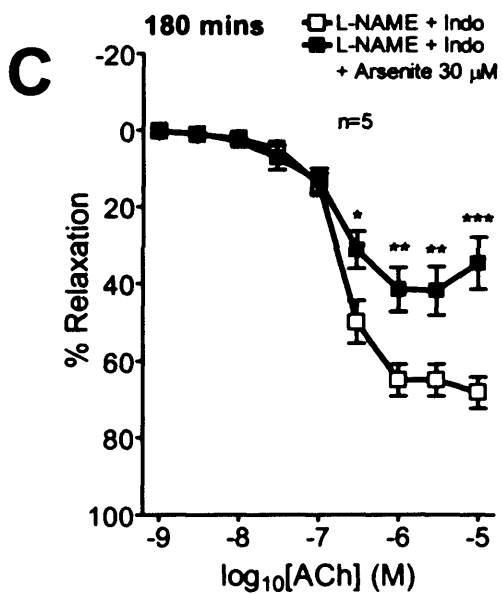 180 mins
L-NAME + Indo
L-NAME + Indo
+ Arsenite 30 µM
C
n=5
-20
0
20
40
60
80
100
% Relaxation
*
**
**
***
-9
-8
-7
-6
-5
log10[ACh] (M)